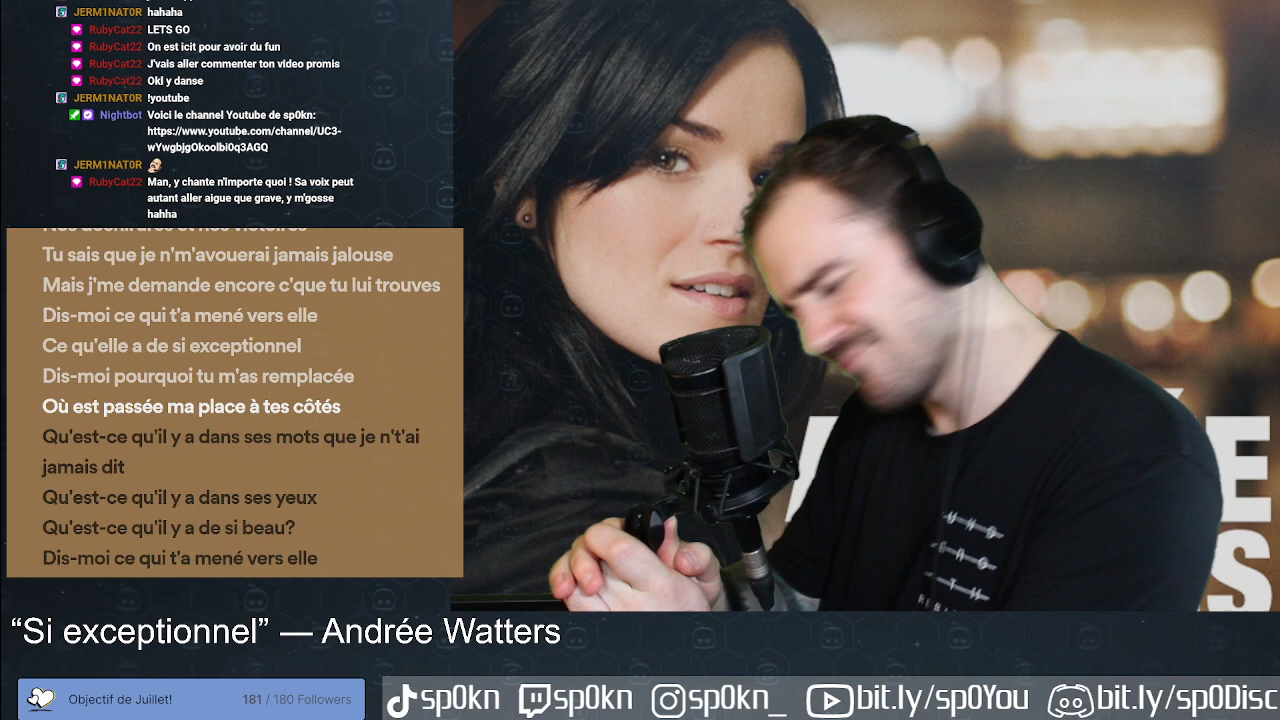 JERM1NAT0R hahaha
RubyCat22 LETS GO
RubyCat22 On est icit pour avoir du fun
RubyCat22 J'vais aller commenter ton video promis
RubyCat22 Okl y danse
JERM1NAT0R !youtube
Nightbot Voici le channel Youtube de sp0kn:
https://www.youtube.com/channel/UC3-
wYwgbjgOkoolbi0q3AGQ
JERM1NAT0R
RubyCat22 Man, y chante n'importe quoi ! Sa voix peut
autant aller aigue que grave, y m'gosse
hahha
Tu sais que je n'm'avouerai jamais jalouse
Mais j'me demande encore c'que tu lui trouves
Dis-moi ce qui t'a mené vers elle
Ce qu'elle a de si exceptionnel
Dis-moi pourquoi tu m'as remplacée
Où est passée ma place à tes côtés
Qu'est-ce qu'il y a dans ses mots que je n't'ai
jamais dit
Qu'est-ce qu'il y a dans ses yeux
Qu'est-ce qu'il y a de si beau?
Dis-moi ce qui t'a mené vers elle
“Si exceptionnel” — Andrée Watters
Objectif de Juillet! 181 / 180 Followers
sp0kn sp0kn sp0kn_ bit.ly/sp0You bit.ly/sp0Disc